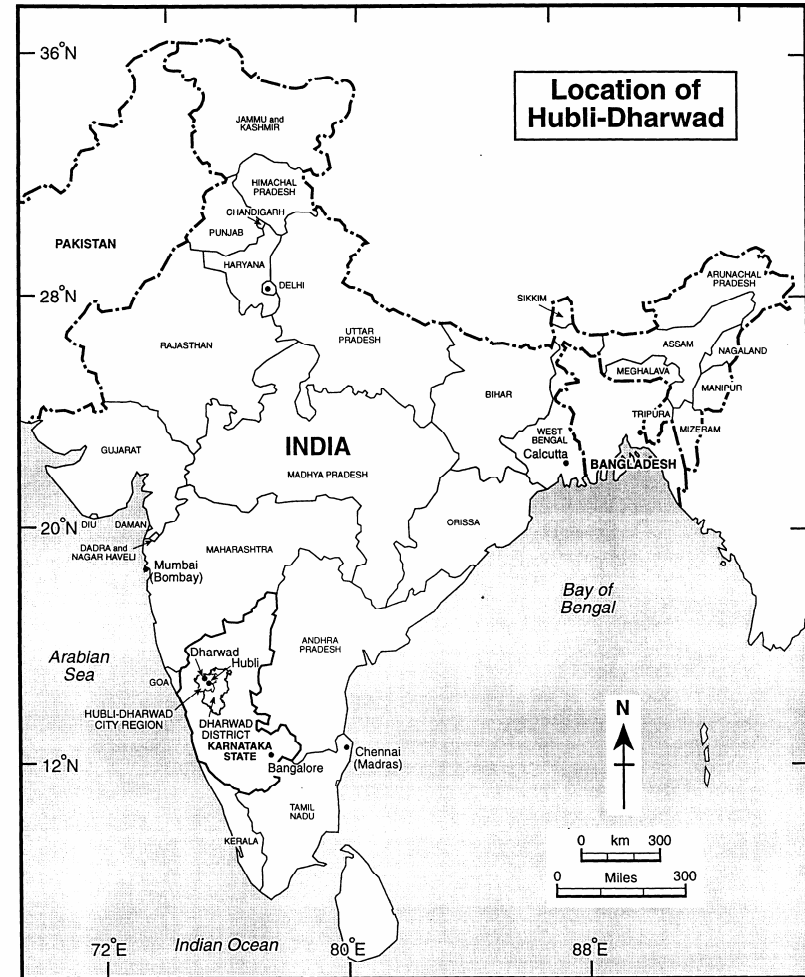 36°N
Location of
Hubli-Dharwad
JAMMU and
KASHMIR
HIMACHAL
PRADESH
CHANDIGARH
PUNJAB
PAKISTAN
HARYANA
DELHI
ARUNACHAL
PRADESH
28°N
SIKKIM
RAJASTHAN
UTTAR
PRADESH
ASSAM
NAGALAND
MEGHALAVA
MANIPUR
BIHAR
TRIPURA
MIZERAM
WEST
BENGAL
Calcutta
BANGLADESH
GUJARAT
INDIA
MADHYA PRADESH
DIU
DAMAN
20°N
ORISSA
DADRA and
NAGAR HAVELI
MAHARASHTRA
Mumbai
(Bombay)
Bay of
Bengal
Arabian
Sea
ANDHRA
PRADESH
Dharwad
Hubli
GOA
HUBLI-DHARWAD
CITY REGION
DHARWAD
DISTRICT
KARNATAKA
STATE
N
12°N
Bangalore
Chennai
(Madras)
TAMIL
NADU
KERALA
0 km 300
0 Miles 300
72°E
Indian Ocean
80°E
88°E